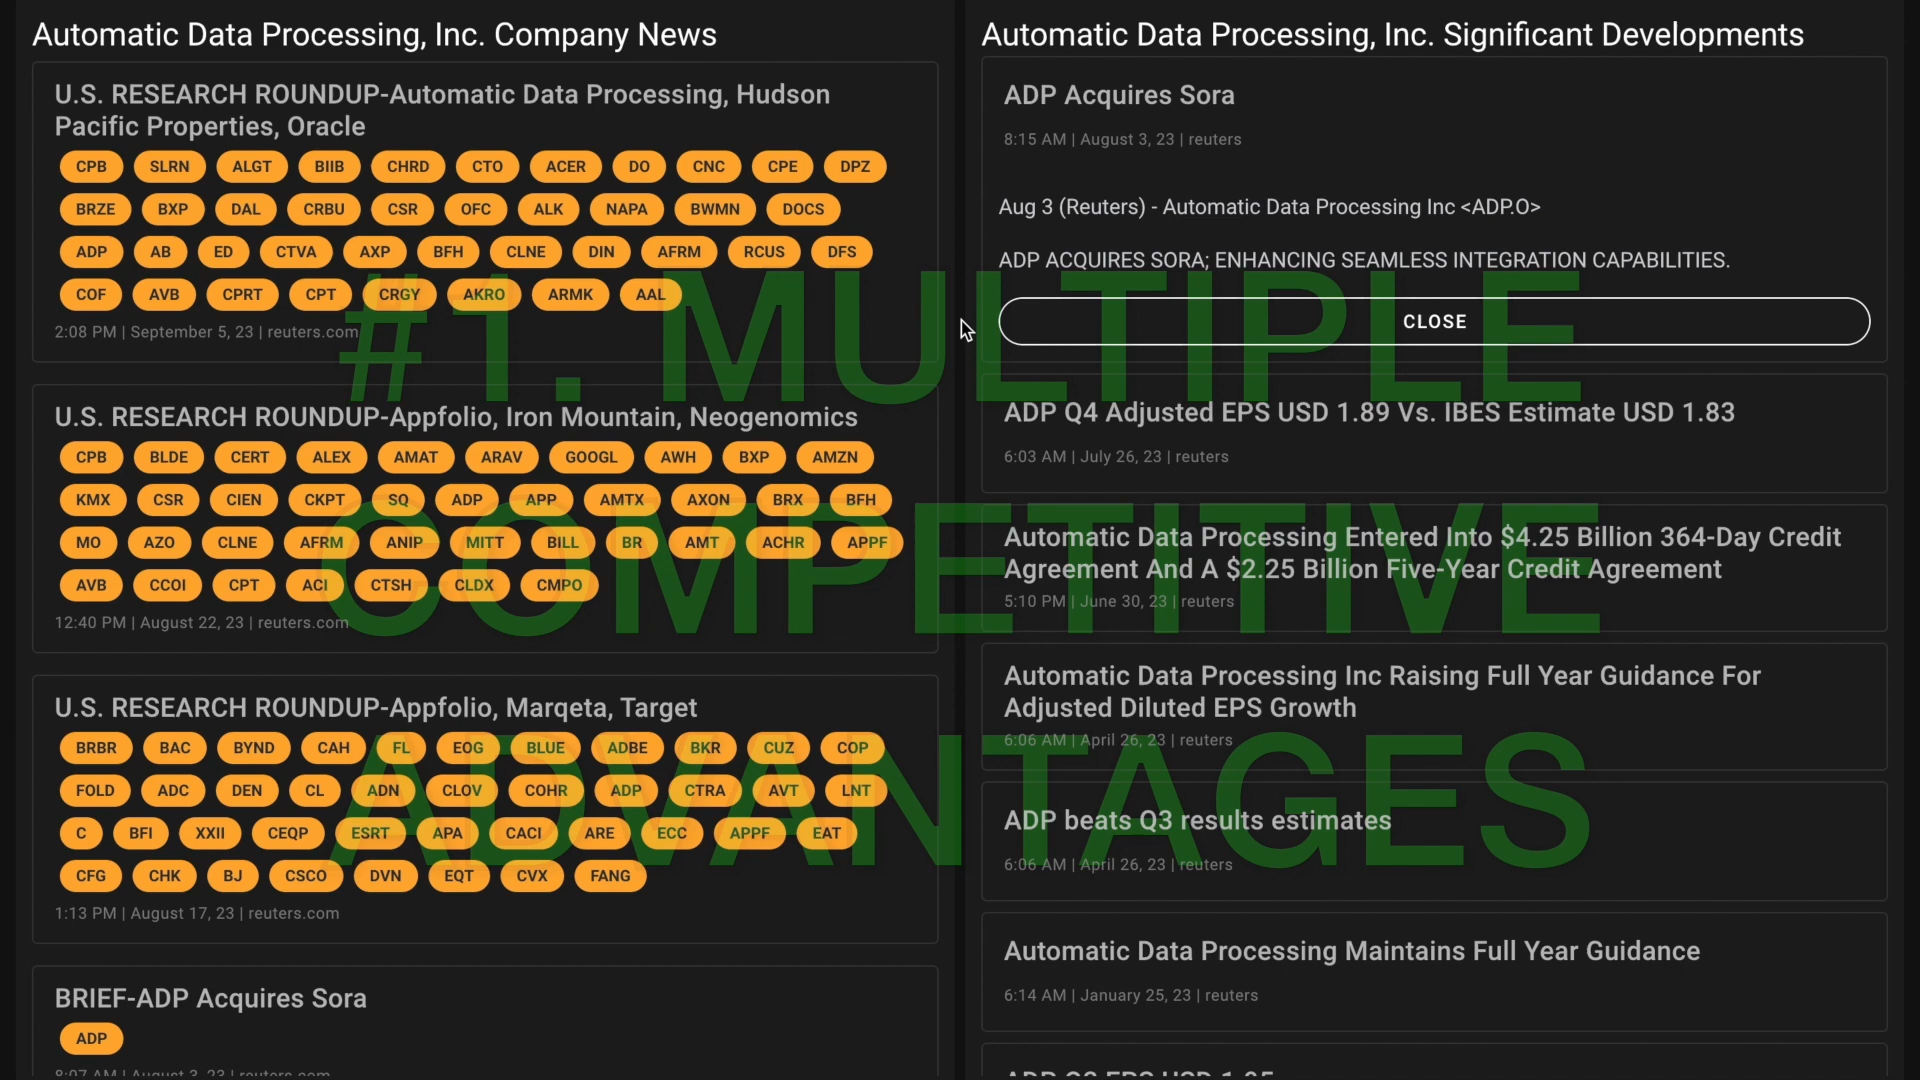 Automatic Data Processing, Inc. Company News
U.S. RESEARCH ROUNDUP-Automatic Data Processing, Hudson
Pacific Properties, Oracle
CPB SLRN ALGT BIIB CHRD CTO ACER DO CNC CPE DPZ
BRZE BXP DAL CRBU CSR OFC ALK NAPA BWMN DOCS
ADP AB ED CTVA AXP BFH CLNE DIN AFRM RCUS DFS
COF AVB CPRT CPT CRGY AKRO ARMK AAL
2:08 PM | September 5, 23 | reuters.com
U.S. RESEARCH ROUNDUP-Appfolio, Iron Mountain, Neogenomics
CPB BLDE CERT ALEX AMAT ARAV GOOGL AWH BXP AMZN
KMX CSR CIEN CKPT SQ ADP APP AMTX AXON BRX BFH
MO AZO CLNE AFRM ANIP MITT BILL BR AMT ACHR APPF
AVB CCOI CPT ACI CTSH CLDX CMPO
12:40 PM | August 22, 23 | reuters.com
U.S. RESEARCH ROUNDUP-Appfolio, Marqeta, Target
BRBR BAC BYND CAH FL EOG BLUE ADBE BKR CUZ COP
FOLD ADC DEN CL ADN CLOV COHR ADP CTRA AVT LNT
C BFI XXII CEQP ESRT APA CACI ARE ECC APPF EAT
CFG CHK BJ CSCO DVN EQT CVX FANG
1:13 PM | August 17, 23 | reuters.com
BRIEF-ADP Acquires Sora
ADP
8:07 AM | August 3, 23 | reuters.com
Automatic Data Processing, Inc. Significant Developments
ADP Acquires Sora
8:15 AM | August 3, 23 | reuters
Aug 3 (Reuters) - Automatic Data Processing Inc <ADP.O>
ADP ACQUIRES SORA; ENHANCING SEAMLESS INTEGRATION CAPABILITIES.
CLOSE
ADP Q4 Adjusted EPS USD 1.89 Vs. IBES Estimate USD 1.83
6:03 AM | July 26, 23 | reuters
Automatic Data Processing Entered Into $4.25 Billion 364-Day Credit
Agreement And A $2.25 Billion Five-Year Credit Agreement
5:10 PM | June 30, 23 | reuters
Automatic Data Processing Inc Raising Full Year Guidance For
Adjusted Diluted EPS Growth
6:06 AM | April 26, 23 | reuters
ADP beats Q3 results estimates
6:06 AM | April 26, 23 | reuters
Automatic Data Processing Maintains Full Year Guidance
6:14 AM | January 25, 23 | reuters
#1. MULTIPLE
COMPETITIVE
ADVANTAGES